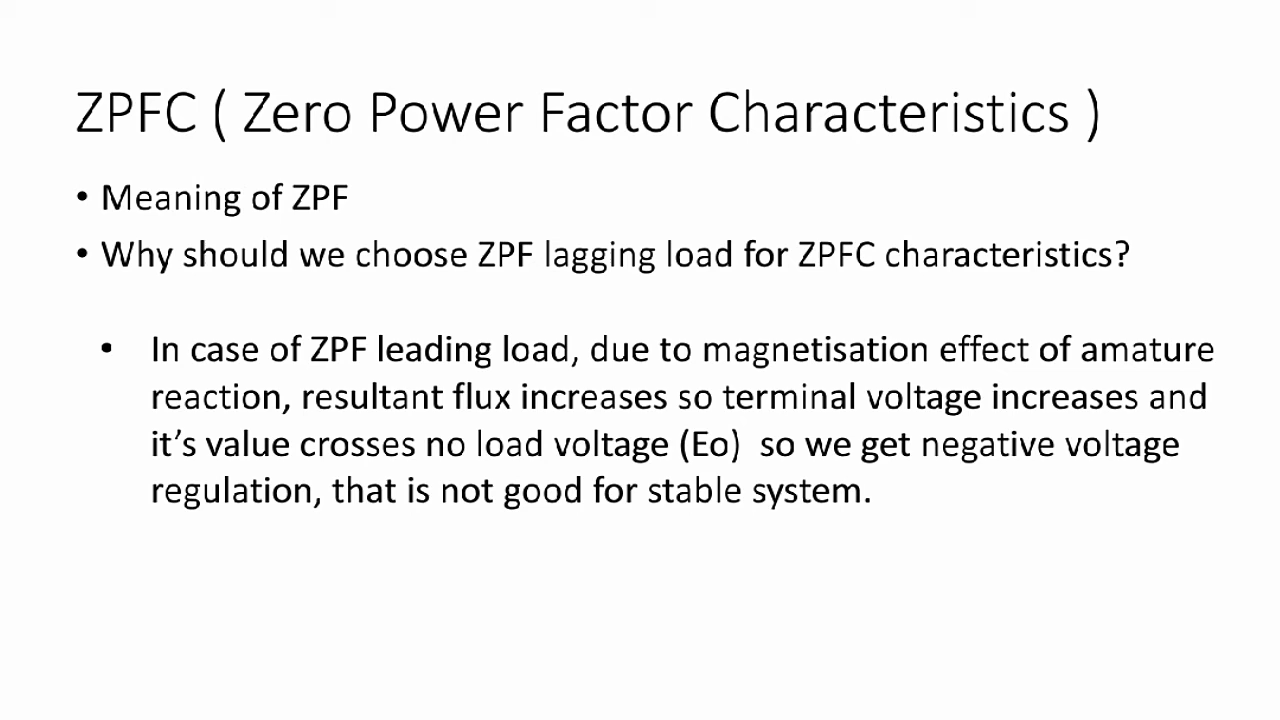 ZPFC ( Zero Power Factor Characteristics )
• Meaning of ZPF
• Why should we choose ZPF lagging load for ZPFC characteristics?
• In case of ZPF leading load, due to magnetisation effect of amature
reaction, resultant flux increases so terminal voltage increases and
it’s value crosses no load voltage (Eo)  so we get negative voltage
regulation, that is not good for stable system.